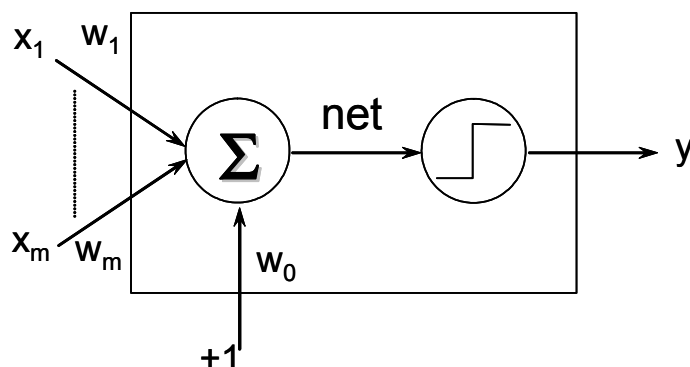 x₁
w₁
net
Σ
y
xₘ
wₘ
w₀
+1